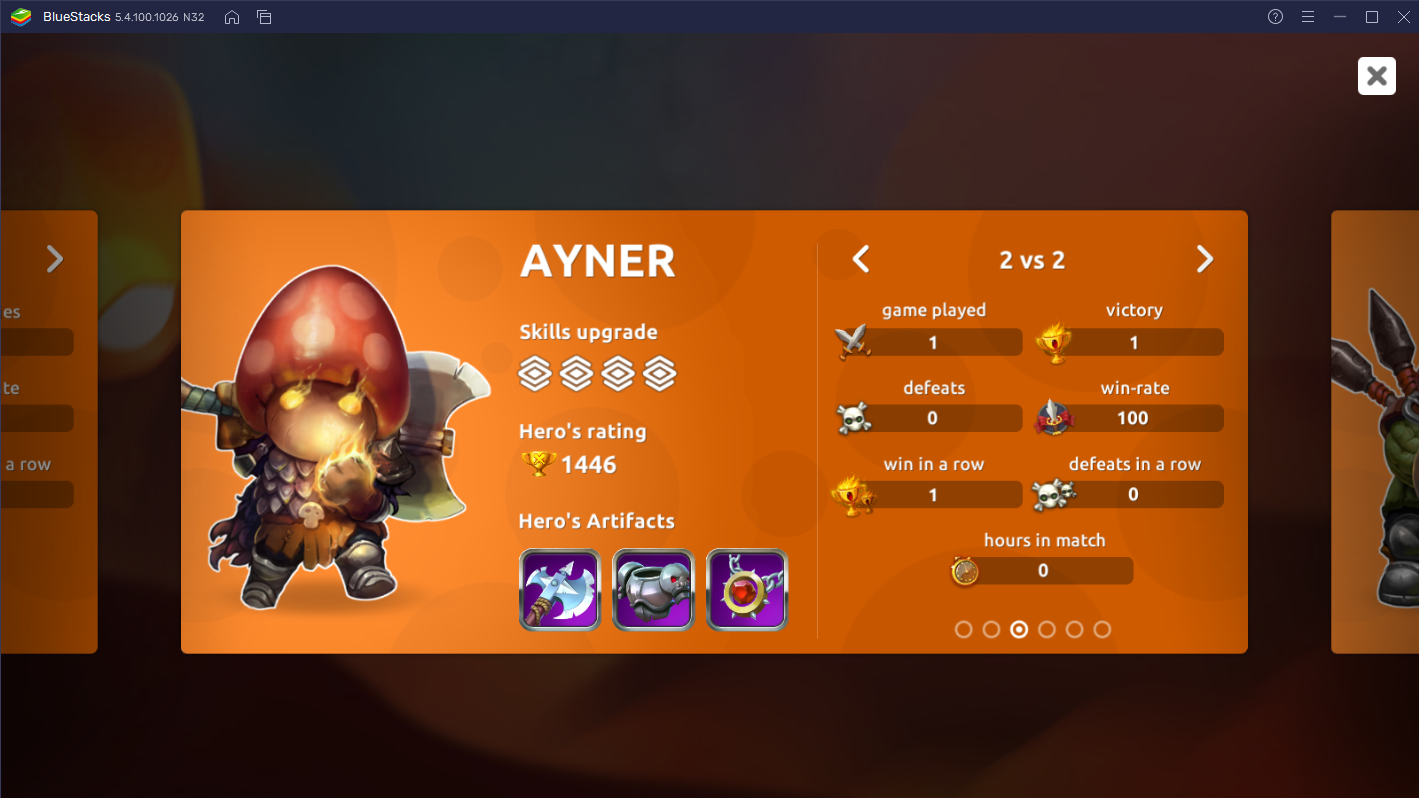 BlueStacks 5.4.100.1026 N32
es
te
a row
AYNER
Skills upgrade
Hero's rating
1446
Hero's Artifacts
2 vs 2
game played
victory
1
1
defeats
win-rate
0
100
win in a row
defeats in a row
1
0
hours in match
0